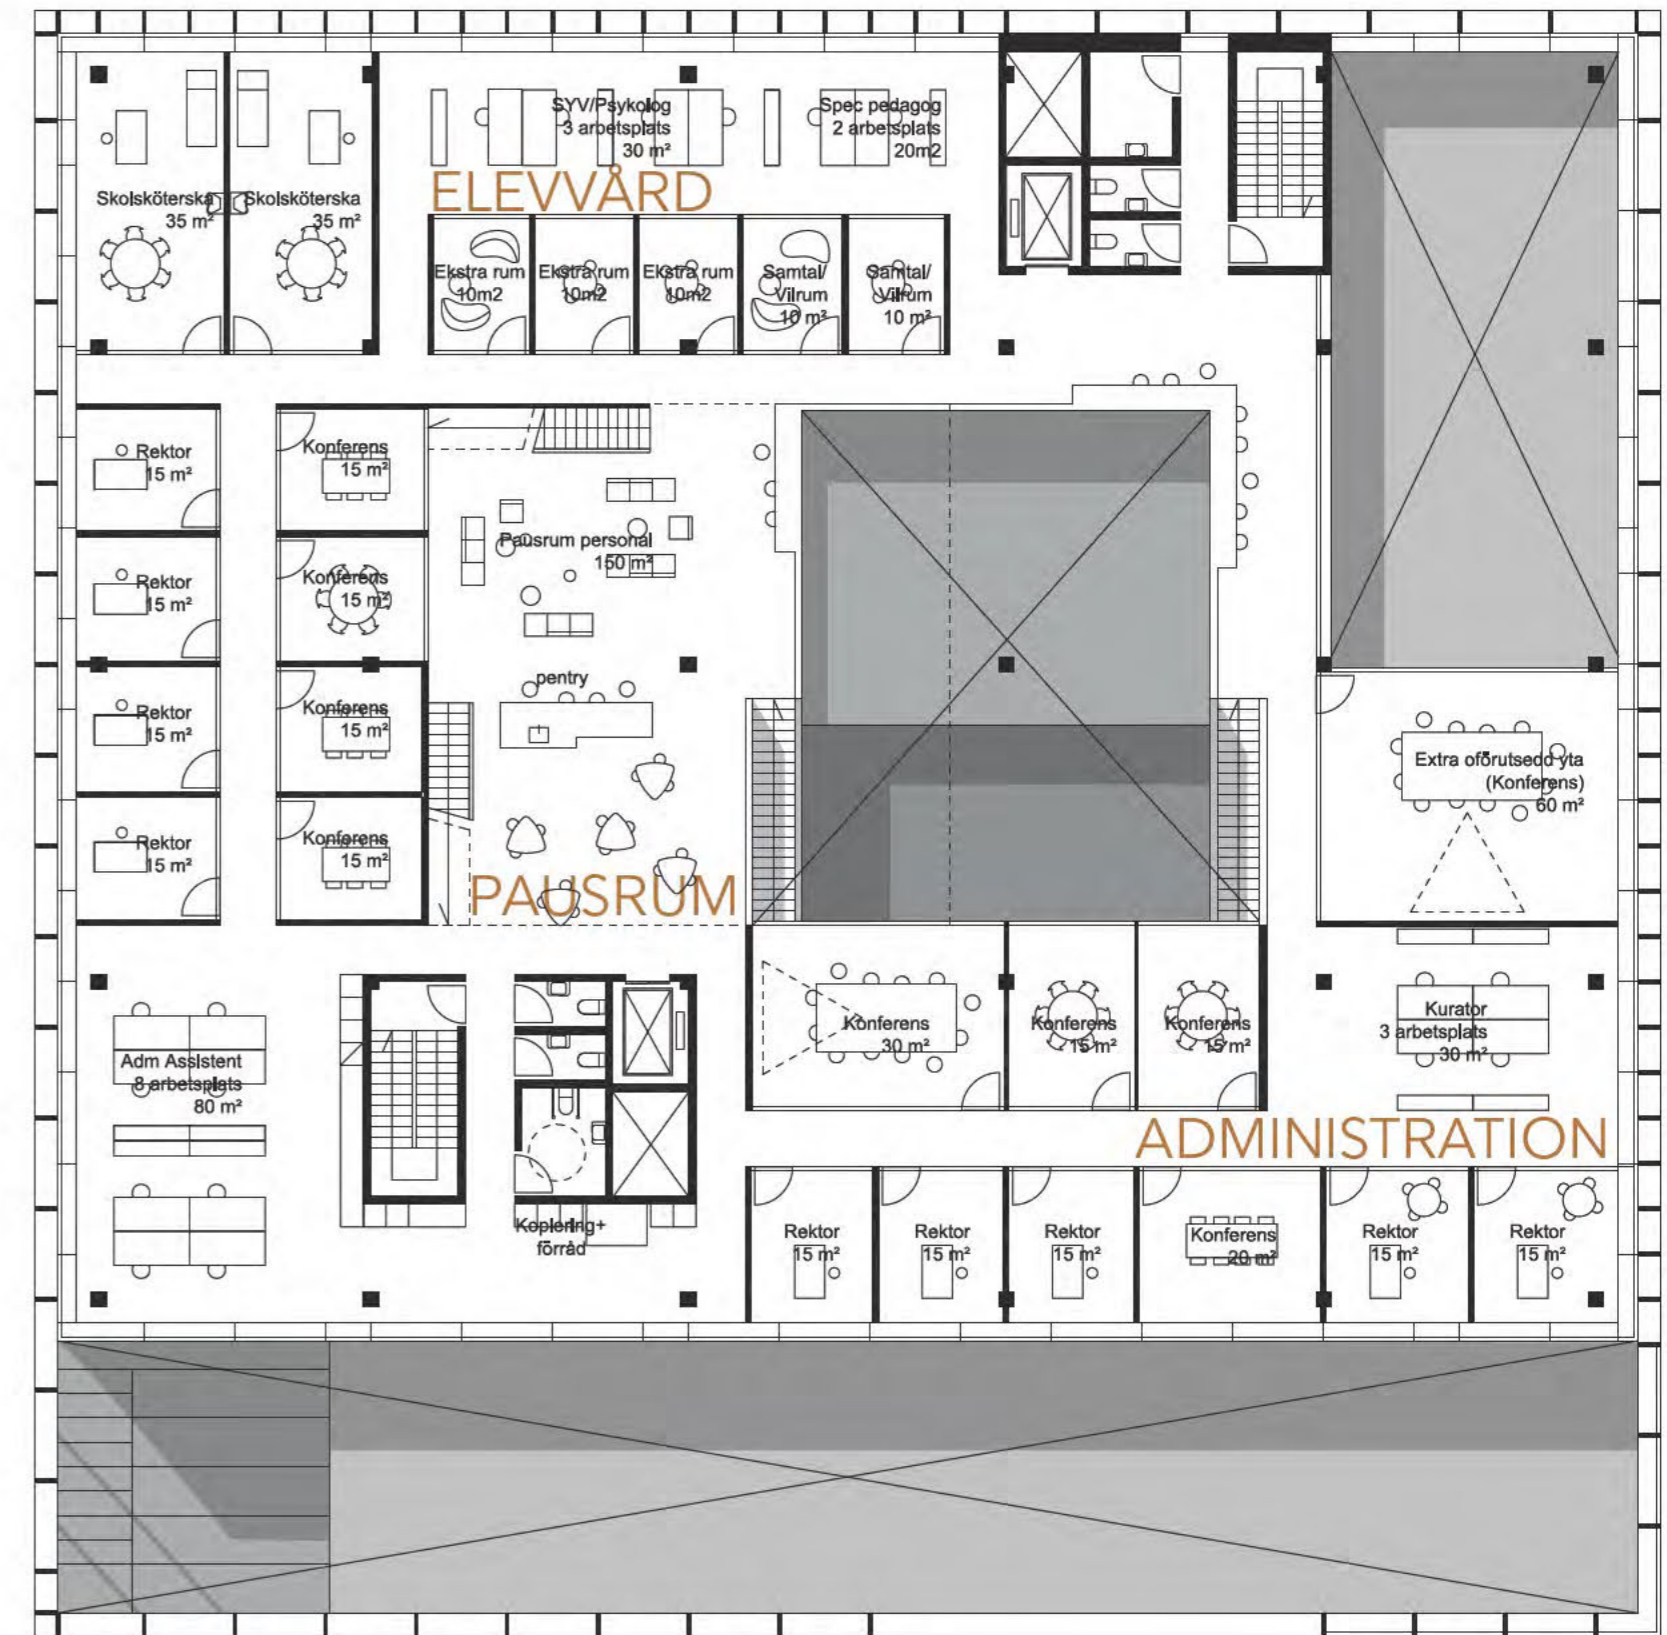 SYV/Psykolog
3 arbetsplats
30 m²
Spec pedagog
2 arbetsplats
20m2
Skolsköterska
35 m²
Skolsköterska
35 m²
ELEVVÅRD
Ekstra rum
10m2
Ekstra rum
10m2
Ekstra rum
10m2
Samtal/
Vilrum
10 m²
Samtal/
Vilrum
10 m²
Rektor
15 m²
Konferens
15 m²
Pausrum personal
150 m²
Rektor
15 m²
Konferens
15 m²
pentry
Rektor
15 m²
Konferens
15 m²
Extra oförutsedd yta
(Konferens)
60 m²
Rektor
15 m²
Konferens
15 m²
PAUSRUM
Adm Assistent
8 arbetsplats
80 m²
Konferens
30 m²
Konferens
15 m²
Konferens
15 m²
Kurator
3 arbetsplats
30 m²
ADMINISTRATION
Kopiering+
förråd
Rektor
15 m²
Rektor
15 m²
Rektor
15 m²
Konferens
20 m²
Rektor
15 m²
Rektor
15 m²